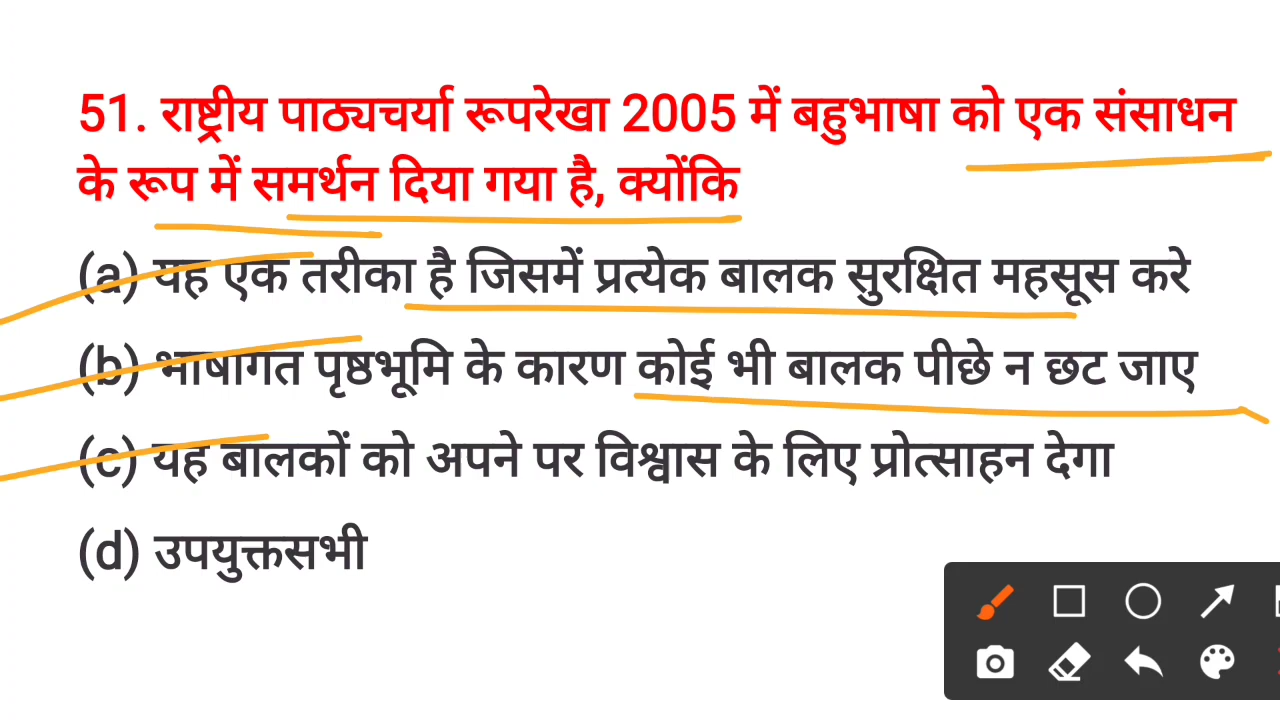 51. राष्ट्रीय पाठ्यचर्या रूपरेखा 2005 में बहुभाषा को एक संसाधन
के रूप में समर्थन दिया गया है, क्योंकि
(a) यह एक तरीका है जिसमें प्रत्येक बालक सुरक्षित महसूस करे
(b) भाषागत पृष्ठभूमि के कारण कोई भी बालक पीछे न छट जाए
(c) यह बालकों को अपने पर विश्वास के लिए प्रोत्साहन देगा
(d) उपयुक्तसभी